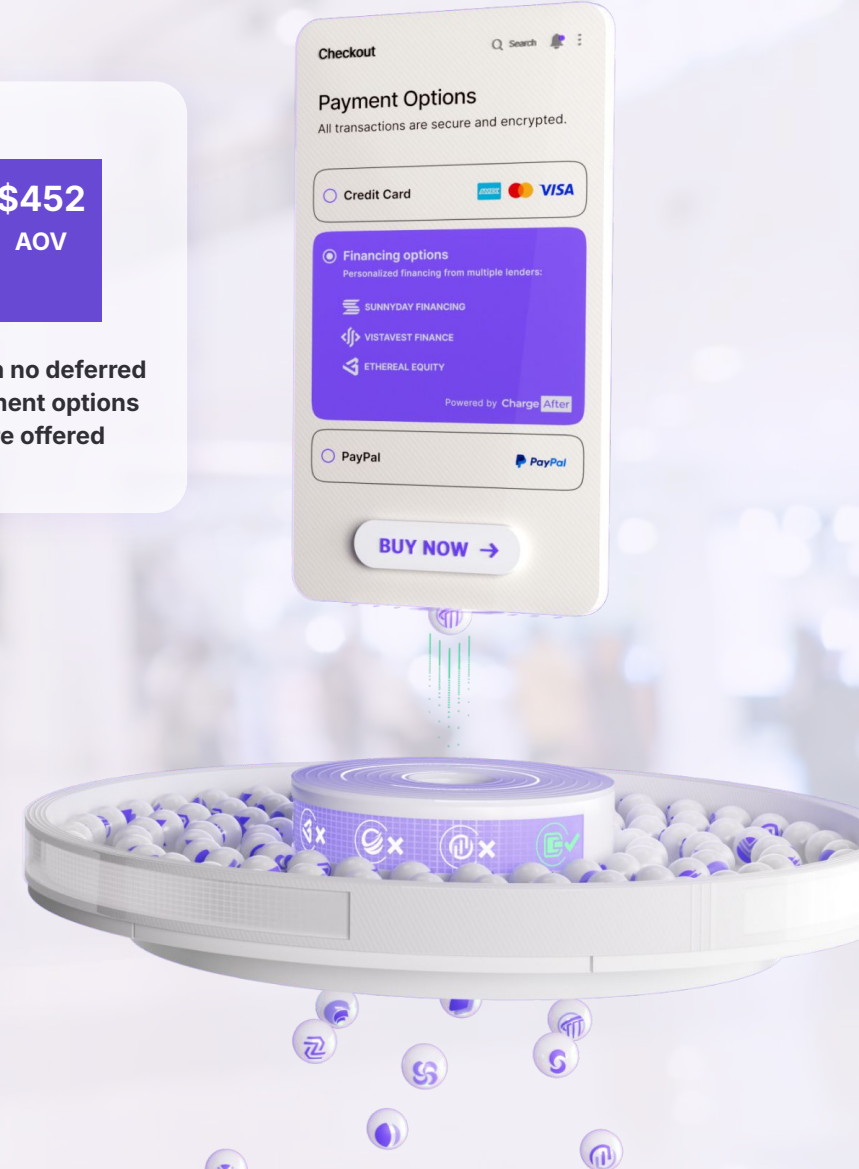 $452
AOV
no deferred
ment options
e offered
Checkout
Search
Payment Options
All transactions are secure and encrypted.
Credit Card
VISA
Financing options
Personalized financing from multiple lenders:
SUNNYDAY FINANCING
VISTAVEST FINANCE
ETHEREAL EQUITY
Powered by ChargeAfter
PayPal
PayPal
BUY NOW